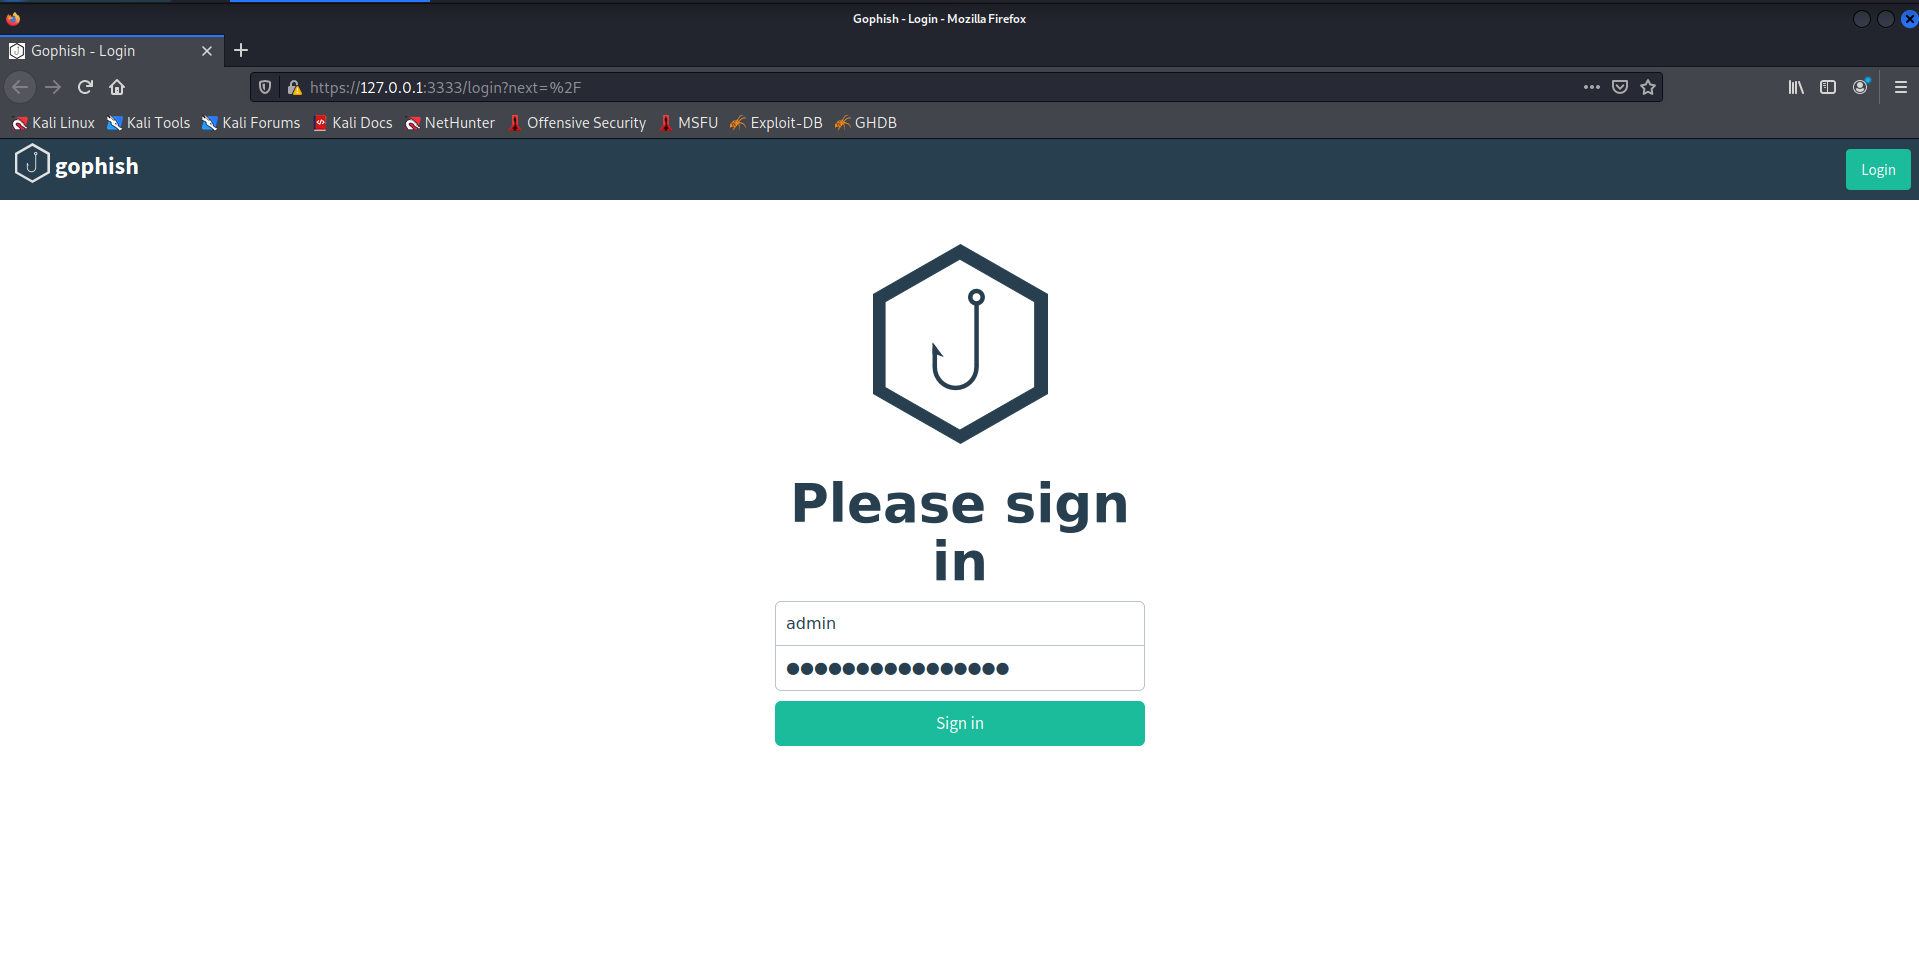 Gophish - Login - Mozilla Firefox
Gophish - Login
https://127.0.0.1:3333/login?next=%2F
Kali Linux Kali Tools Kali Forums Kali Docs NetHunter Offensive Security MSFU Exploit-DB GHDB
gophish Login
Please sign
in
admin
●●●●●●●●●●●●●●●●
Sign in